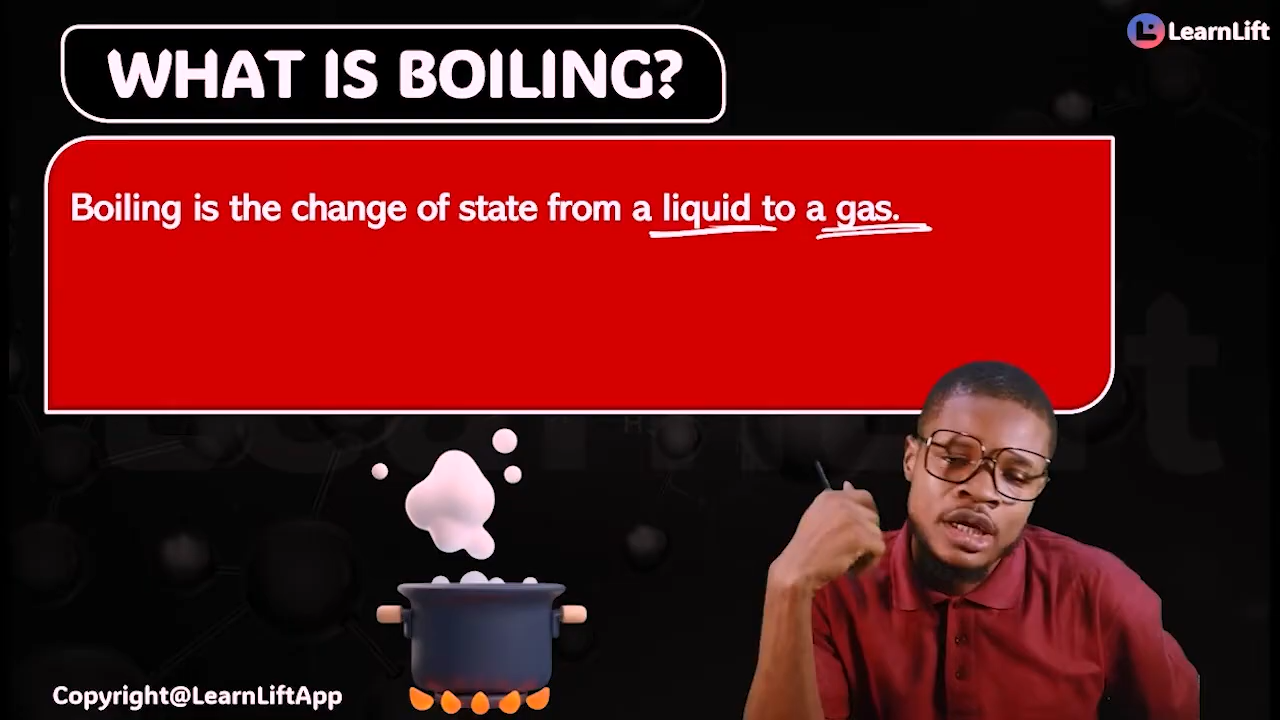 WHAT IS BOILING?
LearnLift
Boiling is the change of state from a liquid to a gas.
Copyright@LearnLiftApp